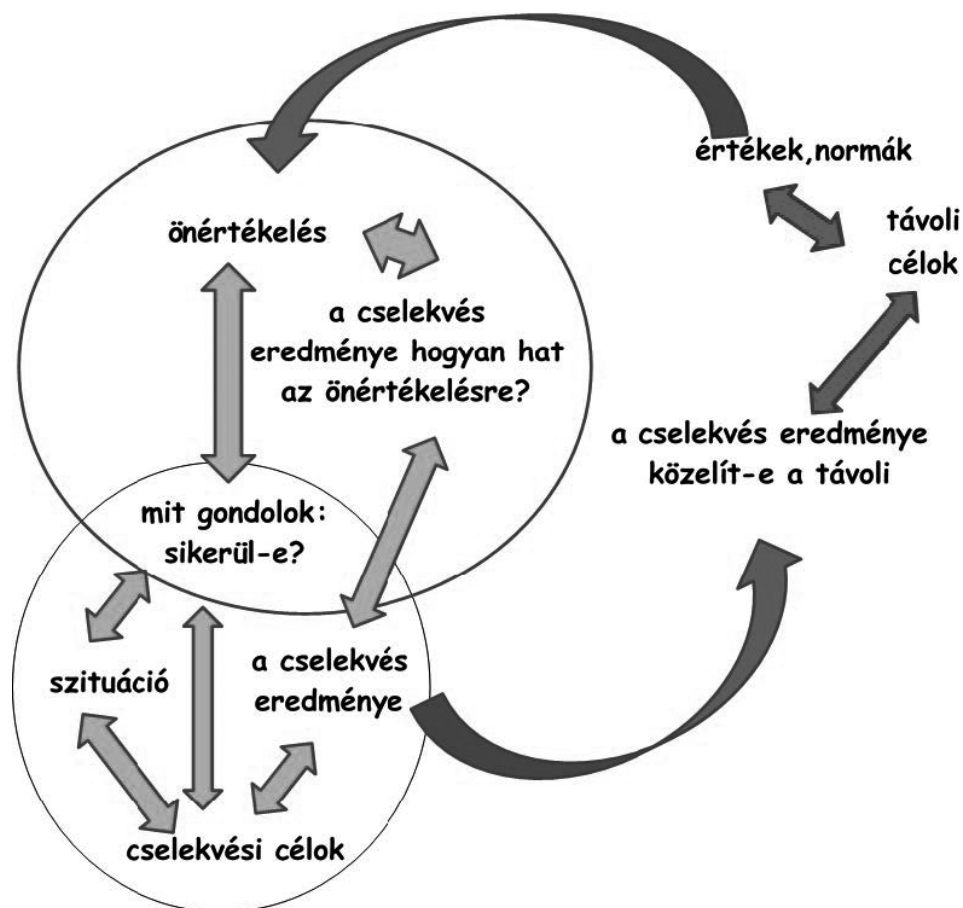 értékek,normák
távoli
célok
önértékelés
a cselekvés
eredménye hogyan hat
az önértékelésre?
a cselekvés eredménye
közelít-e a távoli
mit gondolok:
sikerül-e?
szituáció
a cselekvés
eredménye
cselekvési célok